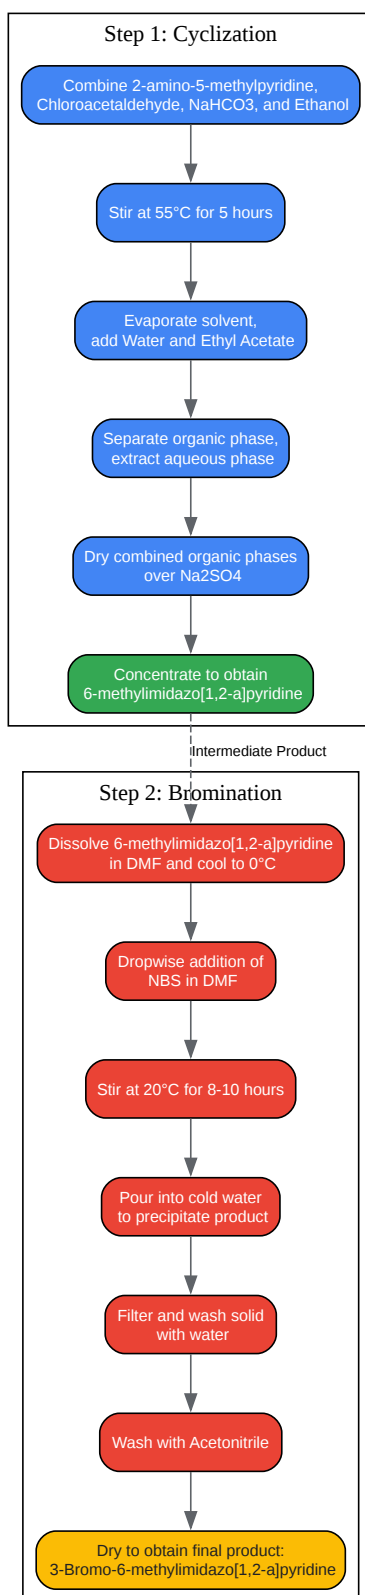 Step 1: Cyclization
Combine 2-amino-5-methylpyridine,
Chloroacetaldehyde, NaHCO3, and Ethanol
Stir at 55°C for 5 hours
Evaporate solvent,
add Water and Ethyl Acetate
Separate organic phase,
extract aqueous phase
Dry combined organic phases
over Na2SO4
Concentrate to obtain
6-methylimidazo[1,2-a]pyridine
Intermediate Product
Step 2: Bromination
Dissolve 6-methylimidazo[1,2-a]pyridine
in DMF and cool to 0°C
Dropwise addition of
NBS in DMF
Stir at 20°C for 8-10 hours
Pour into cold water
to precipitate product
Filter and wash solid
with water
Wash with Acetonitrile
Dry to obtain final product:
3-Bromo-6-methylimidazo[1,2-a]pyridine